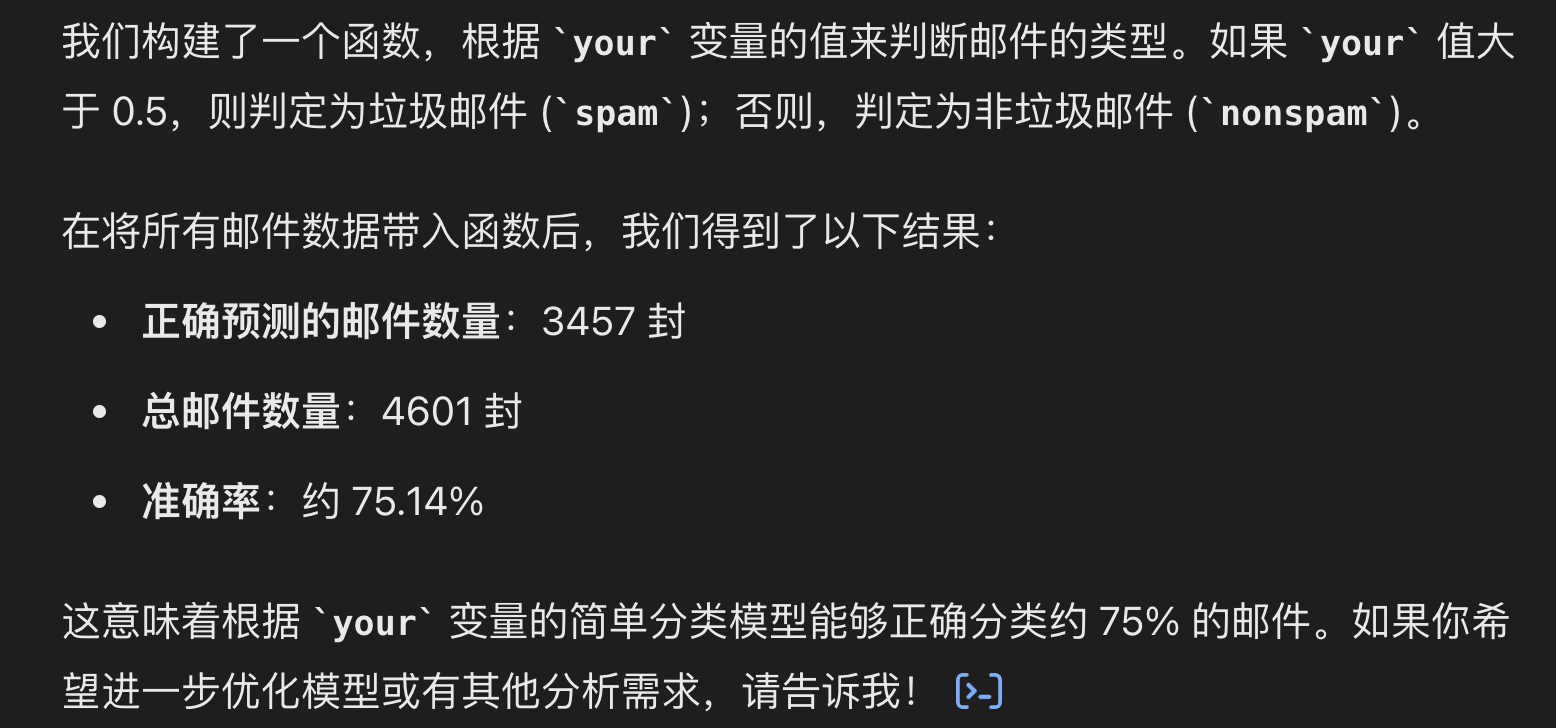 我们构建了一个函数，根据 `your` 变量的值来判断邮件的类型。如果 `your` 值大
于 0.5，则判定为垃圾邮件 (`spam`)；否则，判定为非垃圾邮件 (`nonspam`)。
在将所有邮件数据带入函数后，我们得到了以下结果：
• 正确预测的邮件数量：3457 封
• 总邮件数量：4601 封
• 准确率：约 75.14%
这意味着根据 `your` 变量的简单分类模型能够正确分类约 75% 的邮件。如果你希
望进一步优化模型或有其他分析需求，请告诉我！ [>-]